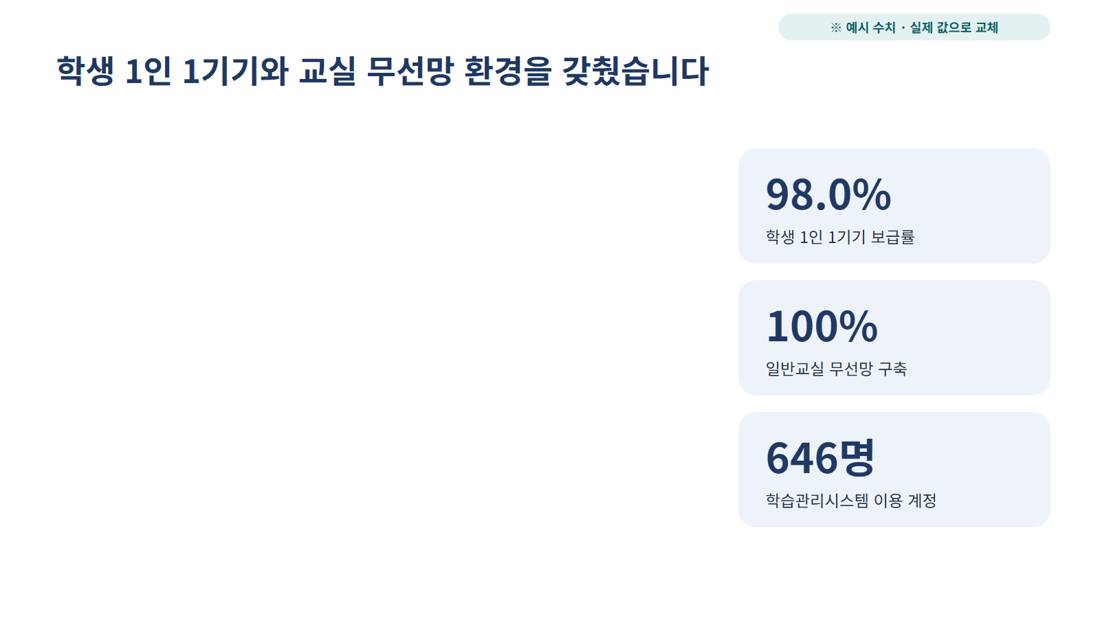 ※ 예시 수치 · 실제 값으로 교체
학생 1인 1기기와 교실 무선망 환경을 갖췄습니다
98.0%
학생 1인 1기기 보급률
100%
일반교실 무선망 구축
646명
학습관리시스템 이용 계정